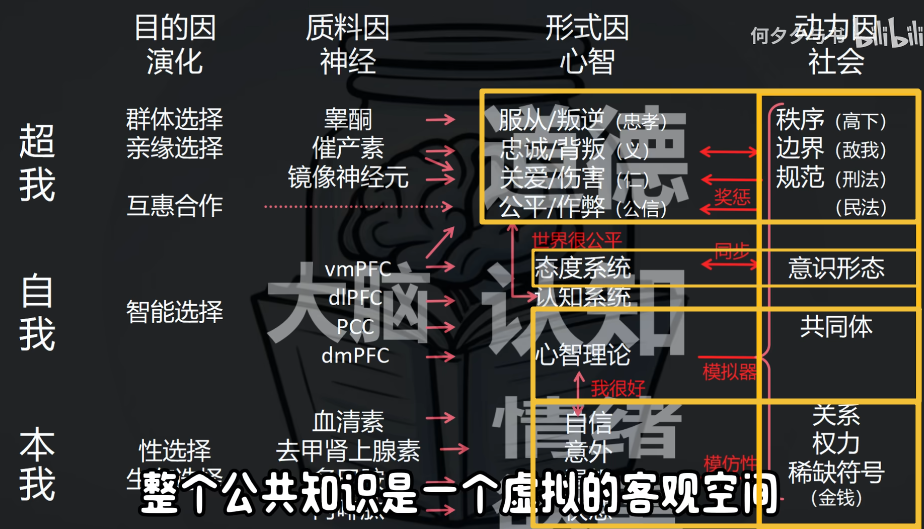 目的因 质料因 形式因 动力因
演化 神经 心智 社会
何夕夕与有 bilibili
超我
群体选择 睾酮 服从/叛逆（忠孝） 秩序（高下）
亲缘选择 催产素 忠诚/背叛（义） 边界（敌我）
镜像神经元 关爱/伤害（仁） 奖惩 规范（刑法）
互惠合作 公平/作弊（公信） （民法）
道德
世界很公平
自我
vmPFC 态度系统 同步 意识形态
智能选择 dlPFC 认知系统
PCC 共同体
dmPFC 心智理论 模拟器
我很好
大脑 认知
本我
血清素 自信 关系
性选择 去甲肾上腺素 意外 权力
模仿性 稀缺符号
（金钱）
情绪
整个公共知识是一个虚拟的客观空间